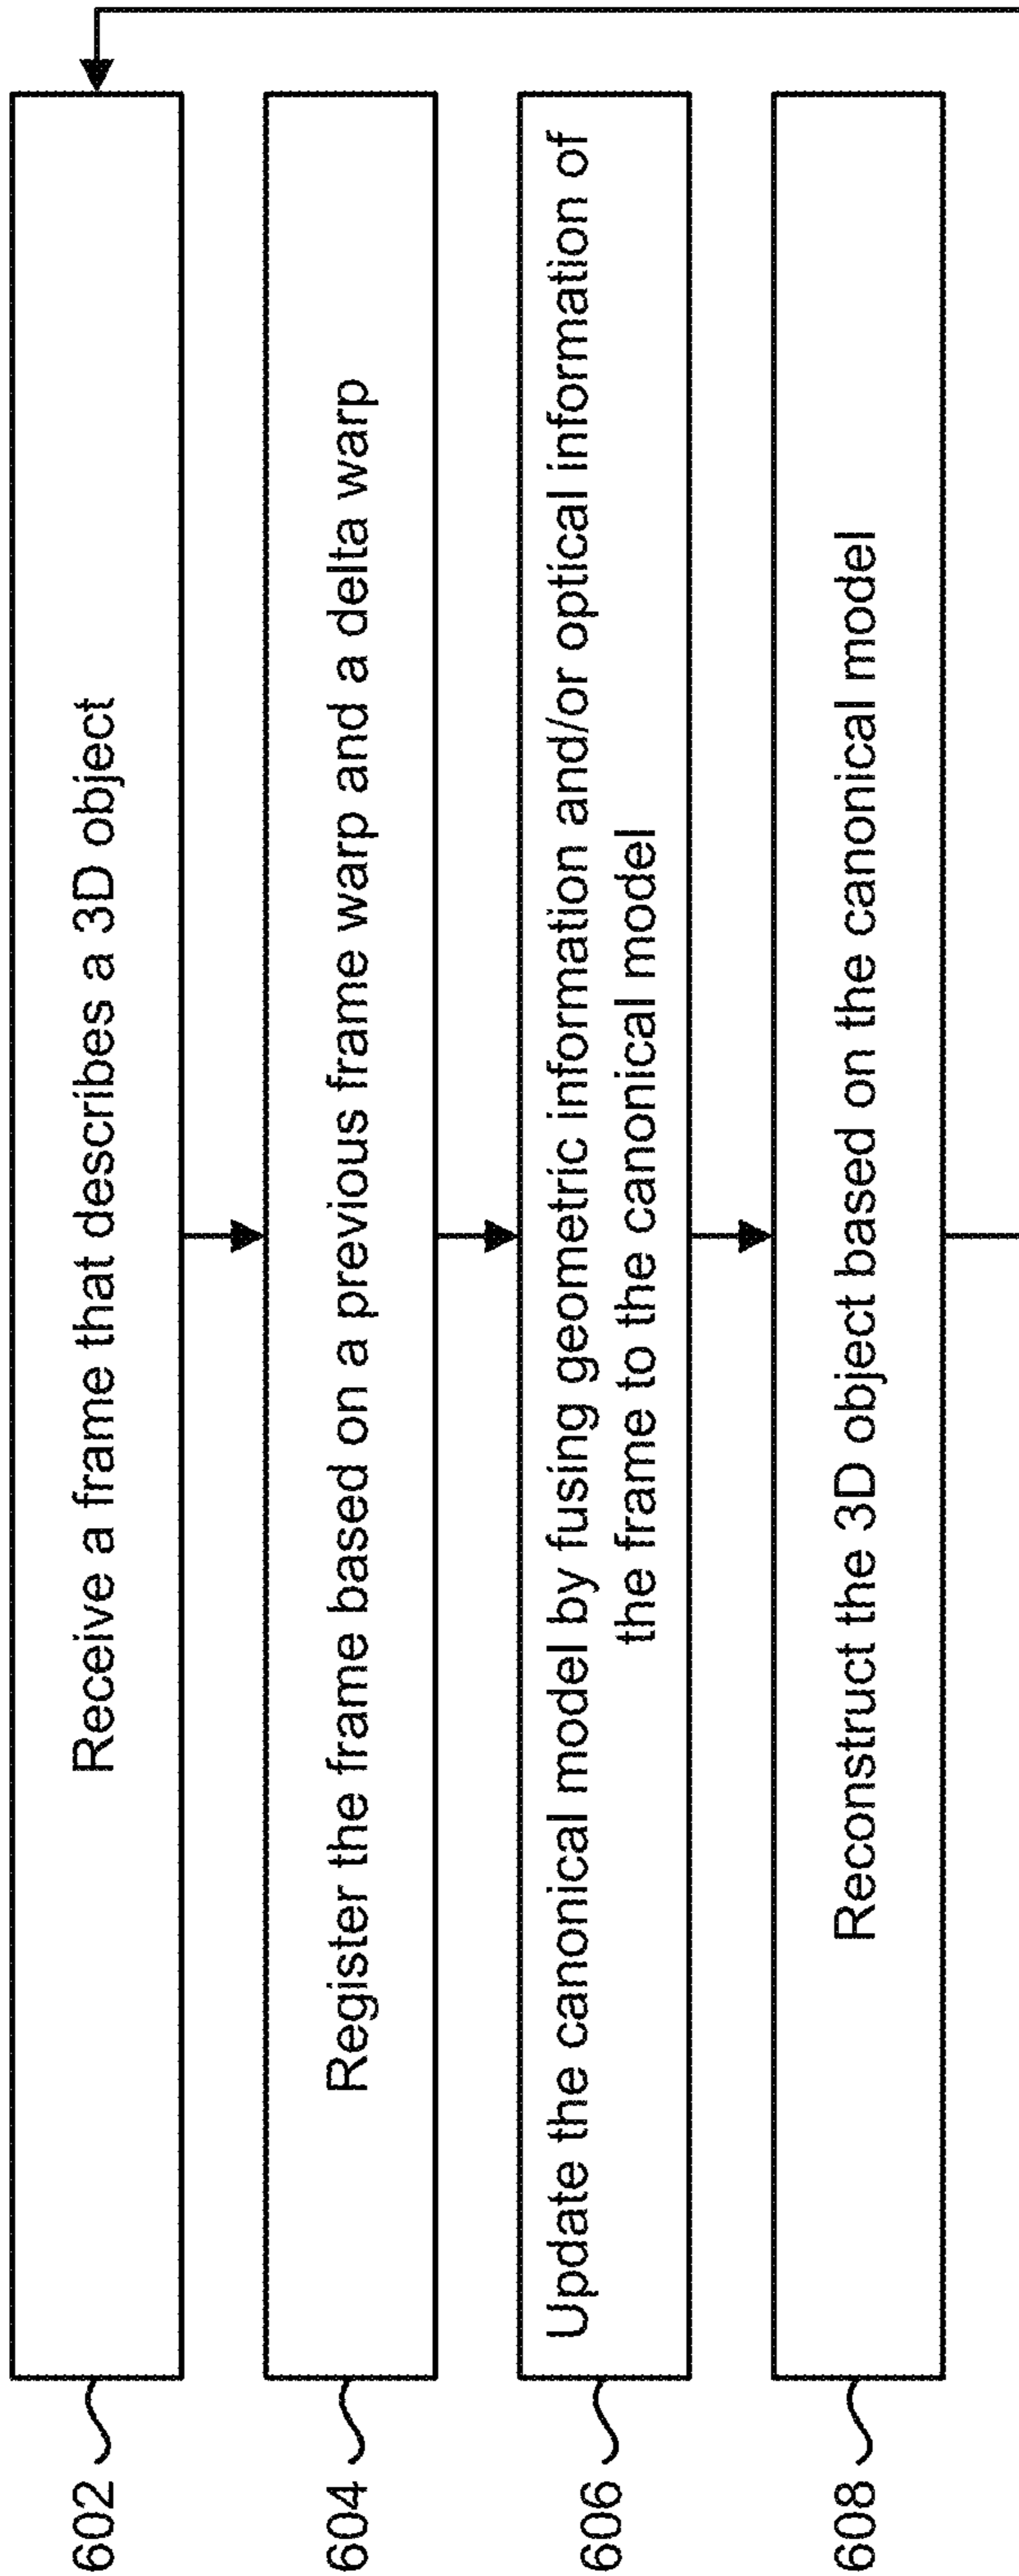 602
Receive a frame that describes a 3D object
604
Register the frame based on a previous frame warp and a delta warp
606
Update the canonical model by fusing geometric information and/or optical information of
the frame to the canonical model
608
Reconstruct the 3D object based on the canonical model